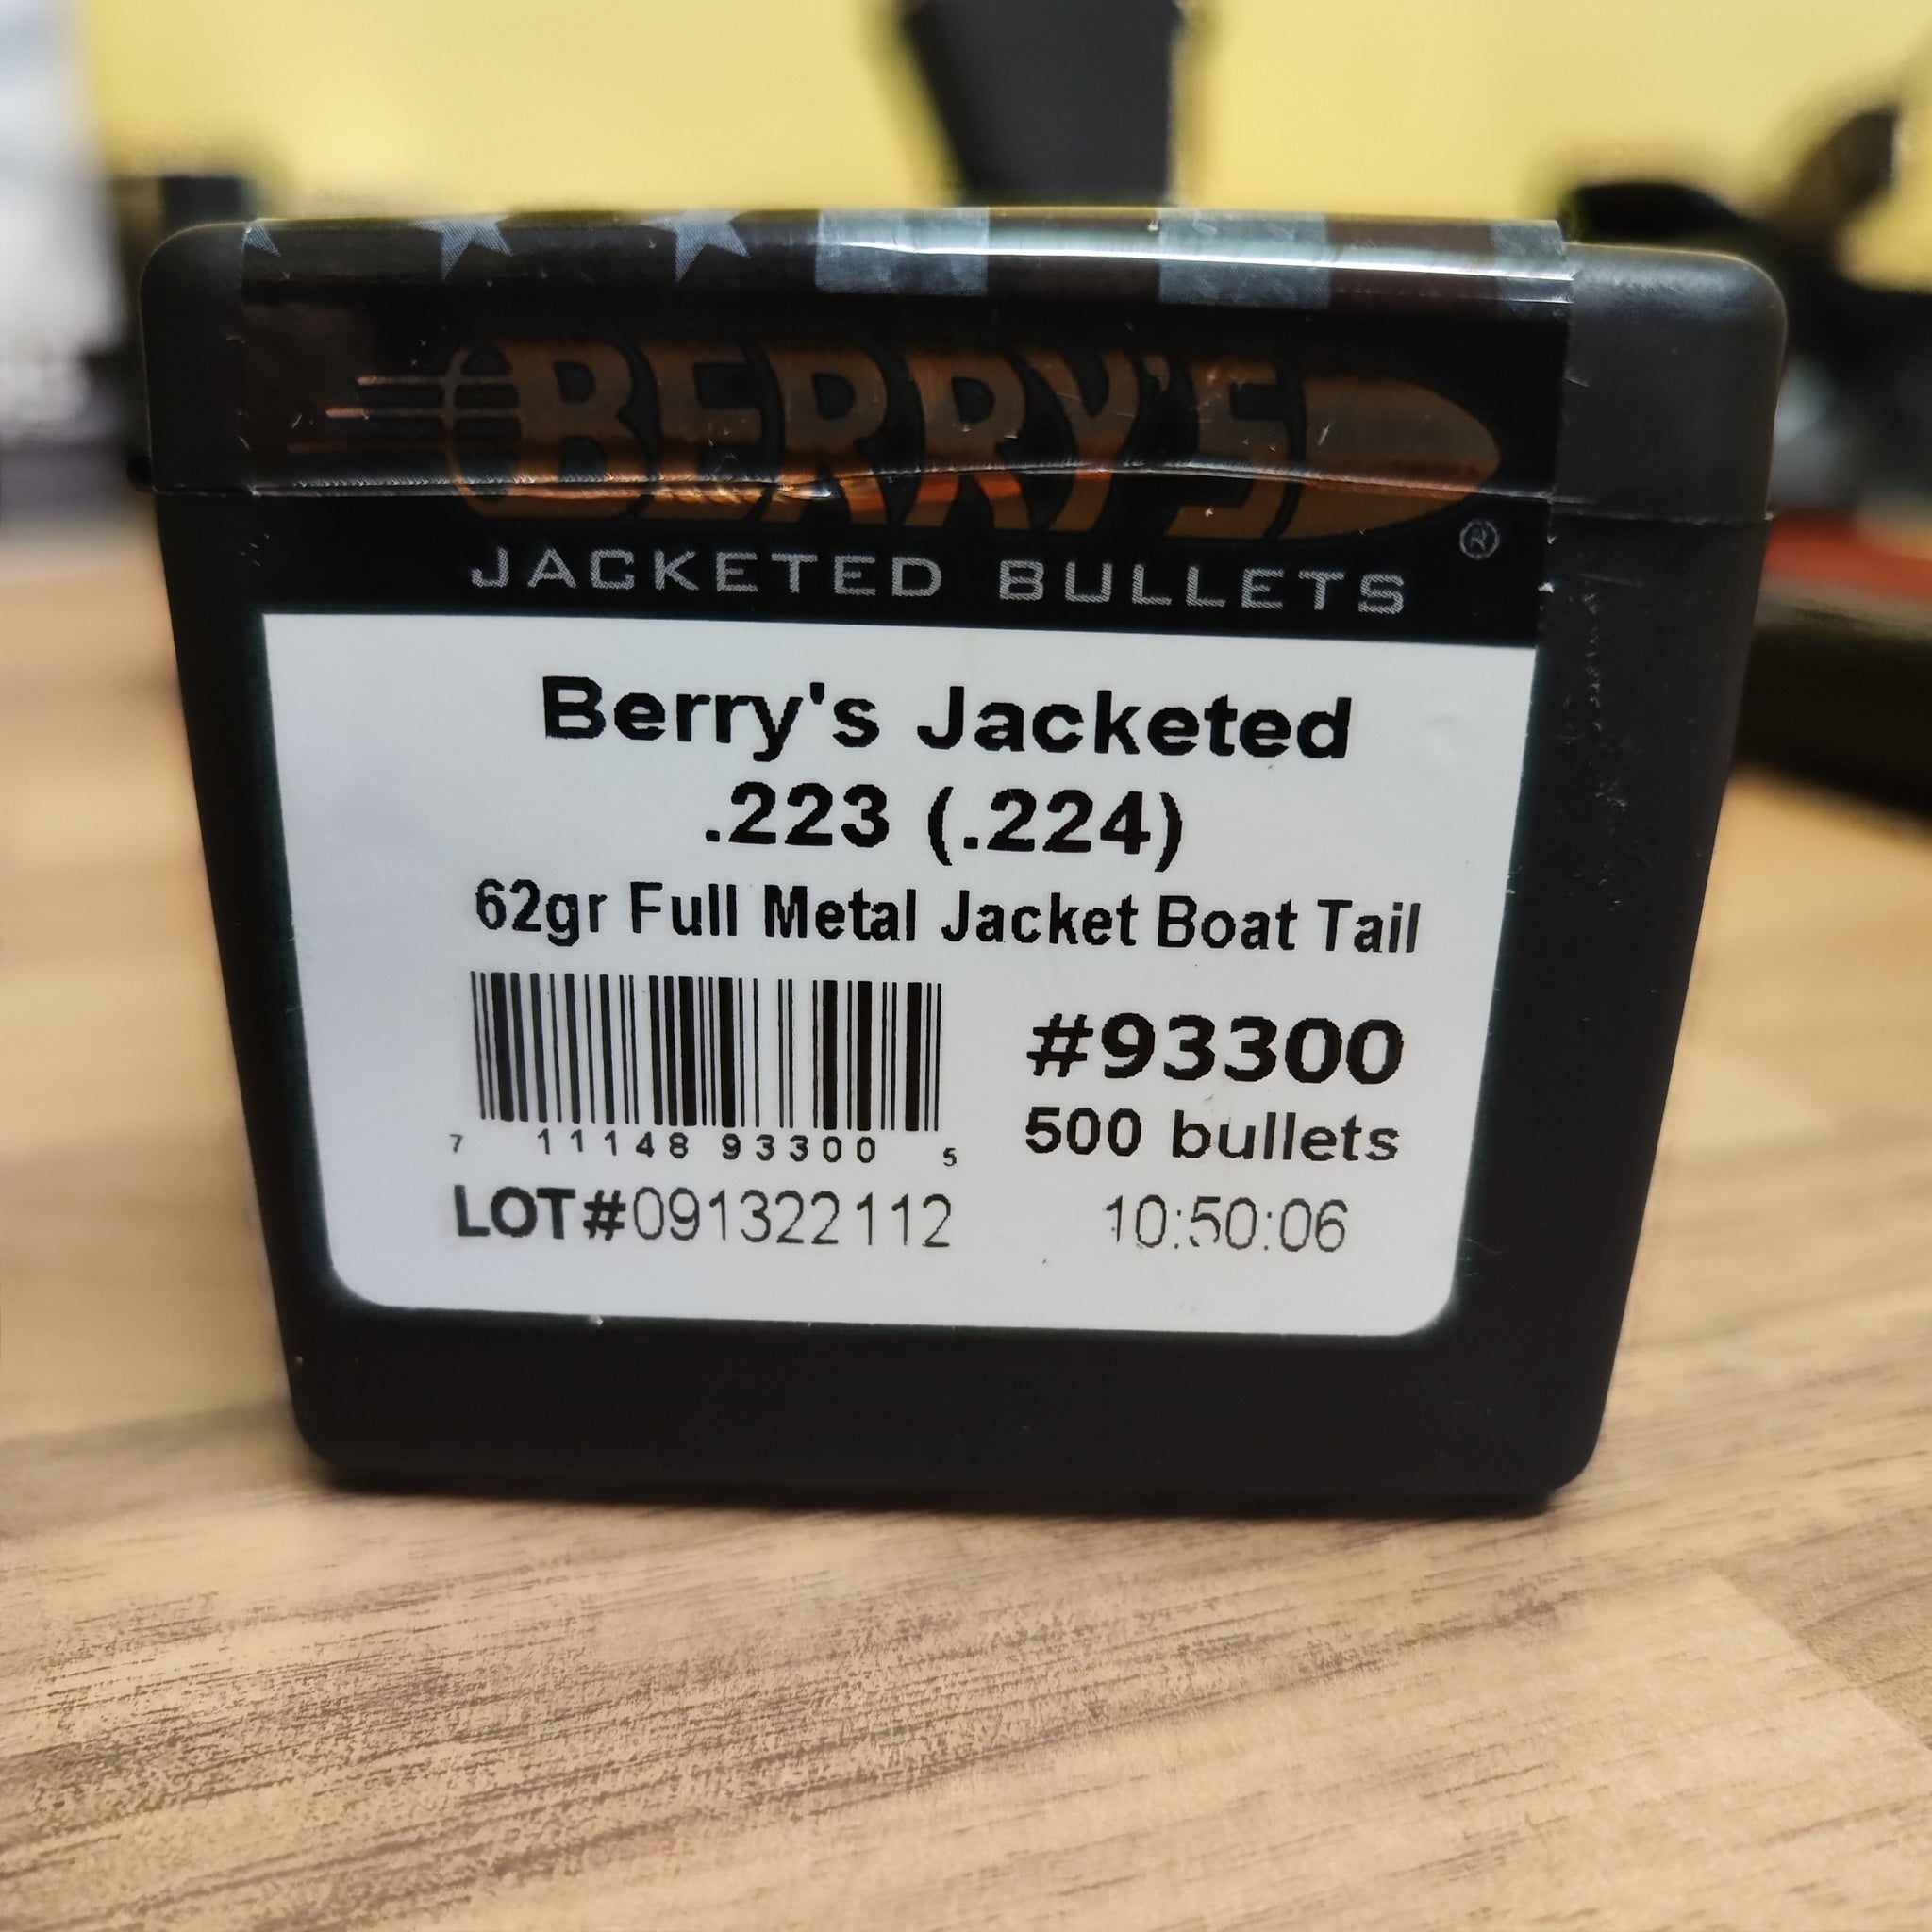 BERRY'S
®
JACKETED BULLETS
Berry's Jacketed
.223 (.224)
62gr Full Metal Jacket Boat Tail
#93300
500 bullets
7 11148 93300 5
LOT#091322112 10:50:06